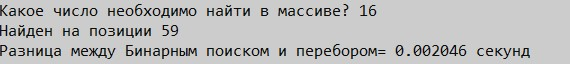 Какое число необходимо найти в массиве? 16
Найден на позиции 59
Разница между Бинарным поиском и перебором= 0.002046 секунд